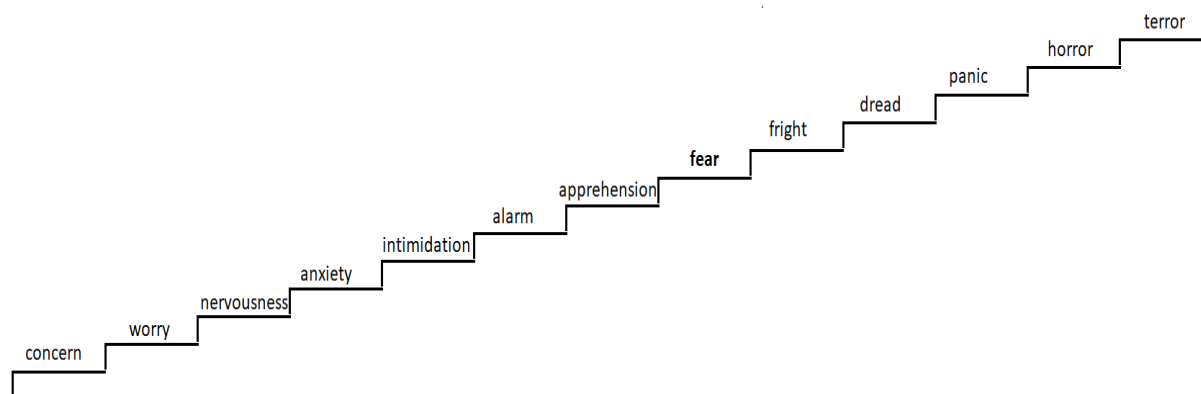 terror
horror
panic
dread
fright
fear
apprehension
alarm
intimidation
anxiety
nervousness
worry
concern